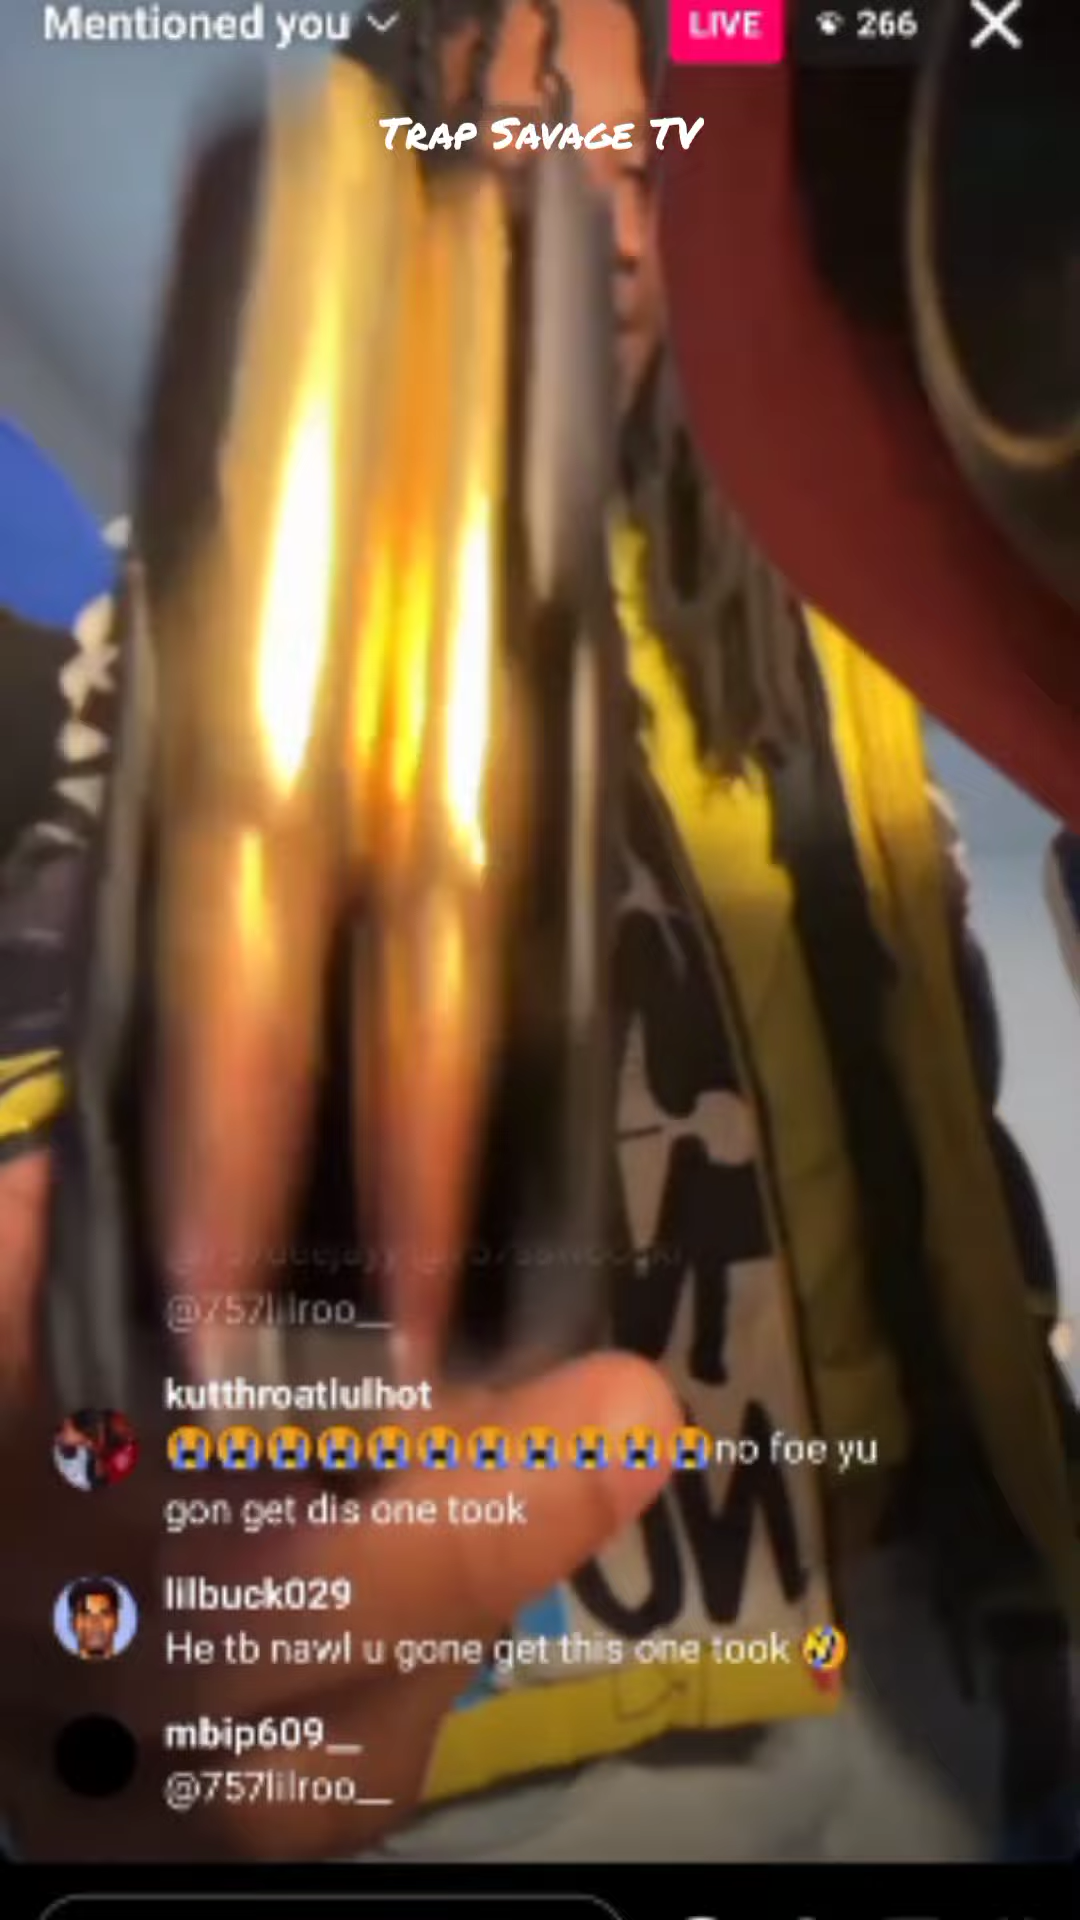 Mentioned you
LIVE
266
TRAP SAVAGE TV
@757lilroo__
kutthroatlulhot
😭😭😭😭😭😭😭😭😭😭😭no foe yu
gon get dis one took
lilbuck029
He tb nawl u gone get this one took 🤣
mbip609__
@757lilroo__